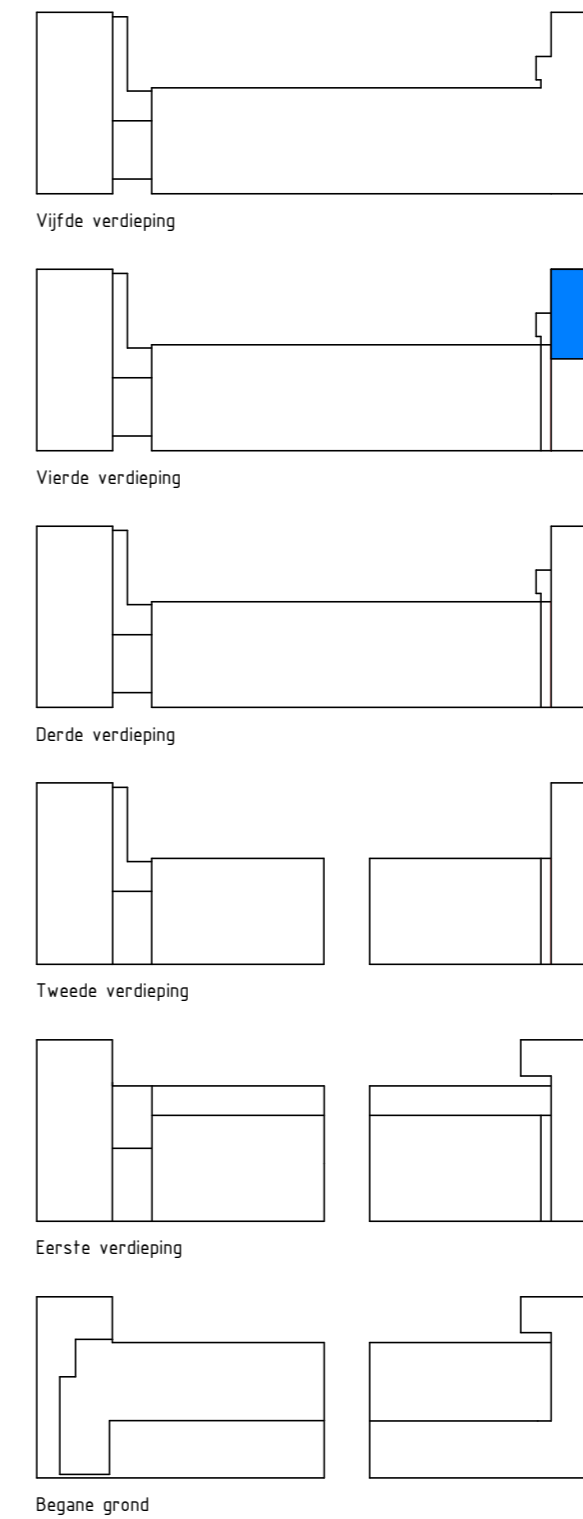 Vijfde verdieping
Vierde verdieping
Derde verdieping
Tweede verdieping
Eerste verdieping
Begane grond